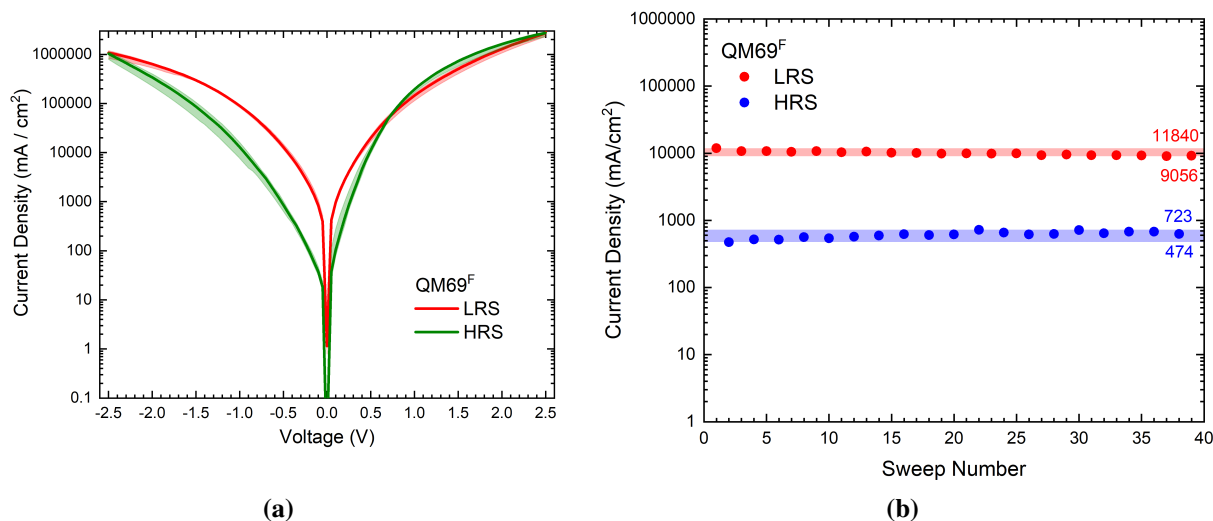 1000000
100000
10000
1000
100
10
1
0.1
Current Density (mA / cm²)
QM69ᶠ
LRS
HRS
-2.5 -2.0 -1.5 -1.0 -0.5 0.0 0.5 1.0 1.5 2.0 2.5
Voltage (V)
(a)
1000000
100000
10000
1000
100
10
1
Current Density (mA/cm²)
QM69ᶠ
LRS
HRS
11840
9056
723
474
0 5 10 15 20 25 30 35 40
Sweep Number
(b)